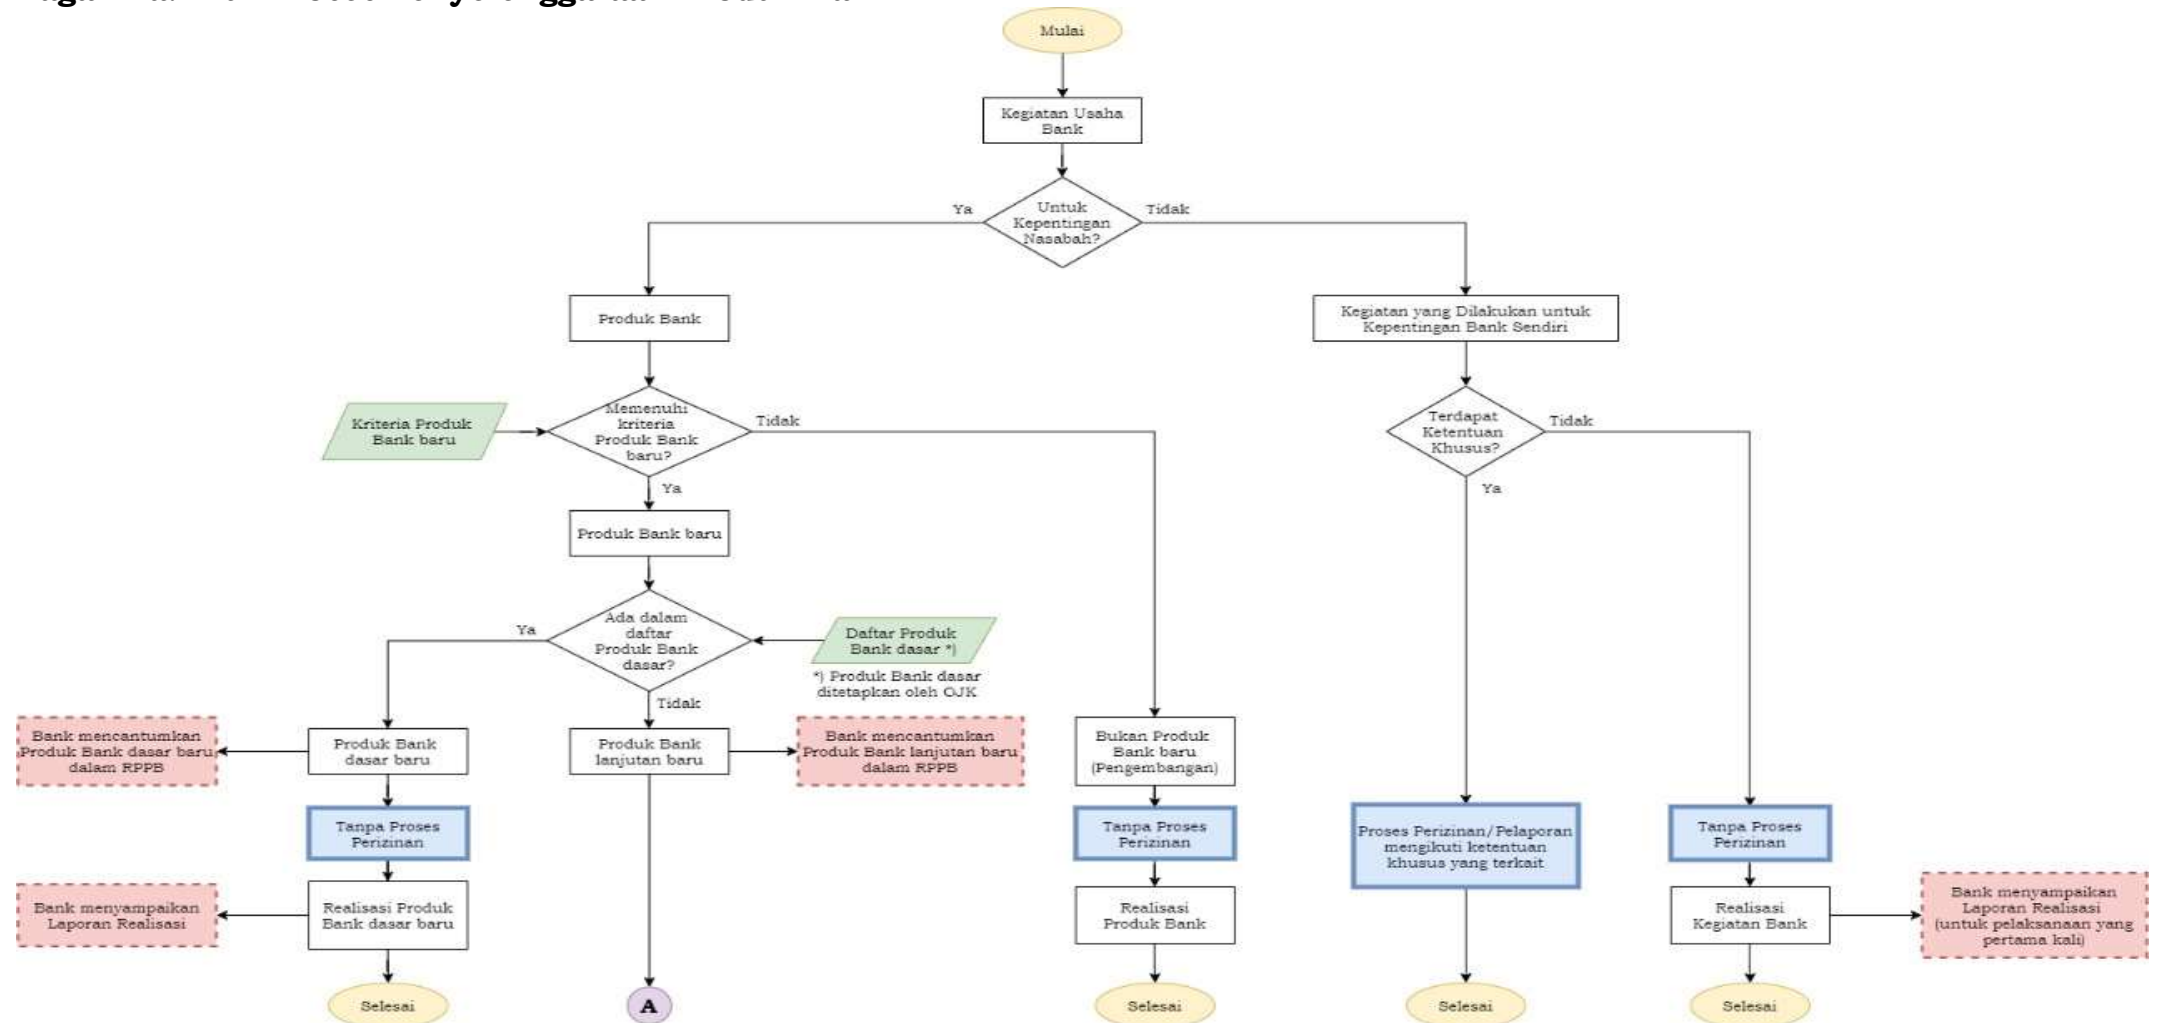 Mulai
Kegiatan Usaha
Bank
Untuk
Kepentingan
Nasabah?
Ya
Tidak
Produk Bank
Kegiatan yang Dilakukan untuk
Kepentingan Bank Sendiri
Kriteria Produk
Bank baru
Memenuhi
kriteria
Produk Bank
baru?
Tidak
Ya
Terdapat
Ketentuan
Khusus?
Tidak
Ya
Produk Bank baru
Ada dalam
daftar
Produk Bank
dasar?
Ya
Tidak
Daftar Produk
Bank dasar *)
*) Produk Bank dasar
ditetapkan oleh OJK
Bank mencantumkan
Produk Bank dasar baru
dalam RPPB
Produk Bank
dasar baru
Produk Bank
lanjutan baru
Bank mencantumkan
Produk Bank lanjutan baru
dalam RPPB
Bukan Produk
Bank baru
(Pengembangan)
Tanpa Proses
Perizinan
Tanpa Proses
Perizinan
Proses Perizinan/Pelaporan
mengikuti ketentuan
khusus yang terkait
Tanpa Proses
Perizinan
Bank menyampaikan
Laporan Realisasi
Realisasi Produk
Bank dasar baru
Realisasi
Produk Bank
Realisasi
Kegiatan Bank
Bank menyampaikan
Laporan Realisasi
(untuk pelaksanaan yang
pertama kali)
Selesai
A
Selesai
Selesai
Selesai